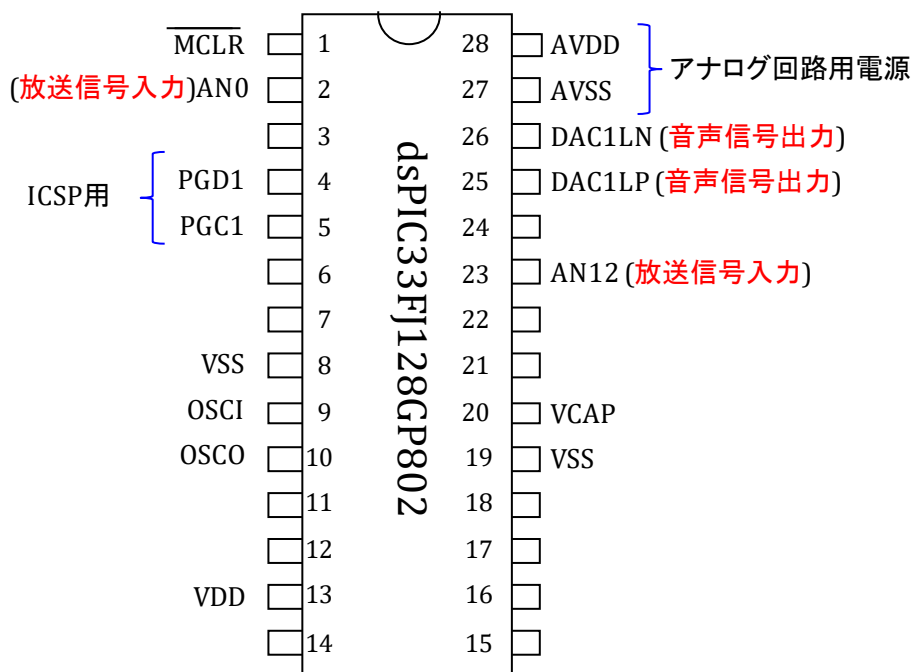 MCLR 1 28 AVDD
(放送信号入力)AN0 2 27 AVSS
アナログ回路用電源
3 26 DAC1LN (音声信号出力)
ICSP用
PGD1 4 25 DAC1LP (音声信号出力)
PGC1 5 24
6 23 AN12 (放送信号入力)
7 22
VSS 8 21
OSCI 9 20 VCAP
OSCO 10 19 VSS
11 18
12 17
VDD 13 16
14 15
dsPIC33FJ128GP802